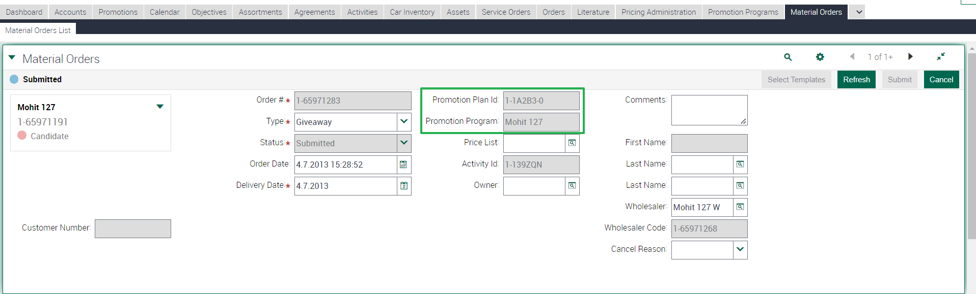 Dashboard Accounts Promotions Calendar Objectives Assortments Agreements Activities Car Inventory Assets Service Orders Orders Literature Pricing Administration Promotion Programs Material Orders
Material Orders List
Material Orders 1 of 1+
Submitted Select Templates Refresh Submit Cancel
Mohit 127
1-65971191
Candidate
Customer Number:
Order #: 1-65971283
Type: Giveaway
Status: Submitted
Order Date: 4.7.2013 15:28:52
Delivery Date: 4.7.2013
Promotion Plan Id: 1-1A2B3-0
Promotion Program: Mohit 127
Price List:
Activity Id: 1-139ZQN
Owner:
Comments:
First Name:
Last Name:
Last Name:
Wholesaler: Mohit 127 W
Wholesaler Code: 1-65971268
Cancel Reason: